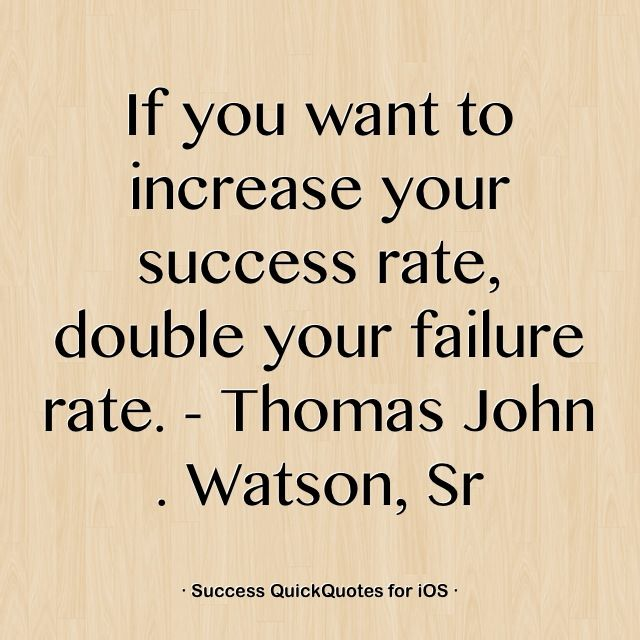 If you want to
increase your
success rate,
double your failure
rate. - Thomas John
. Watson, Sr
· Success QuickQuotes for iOS ·